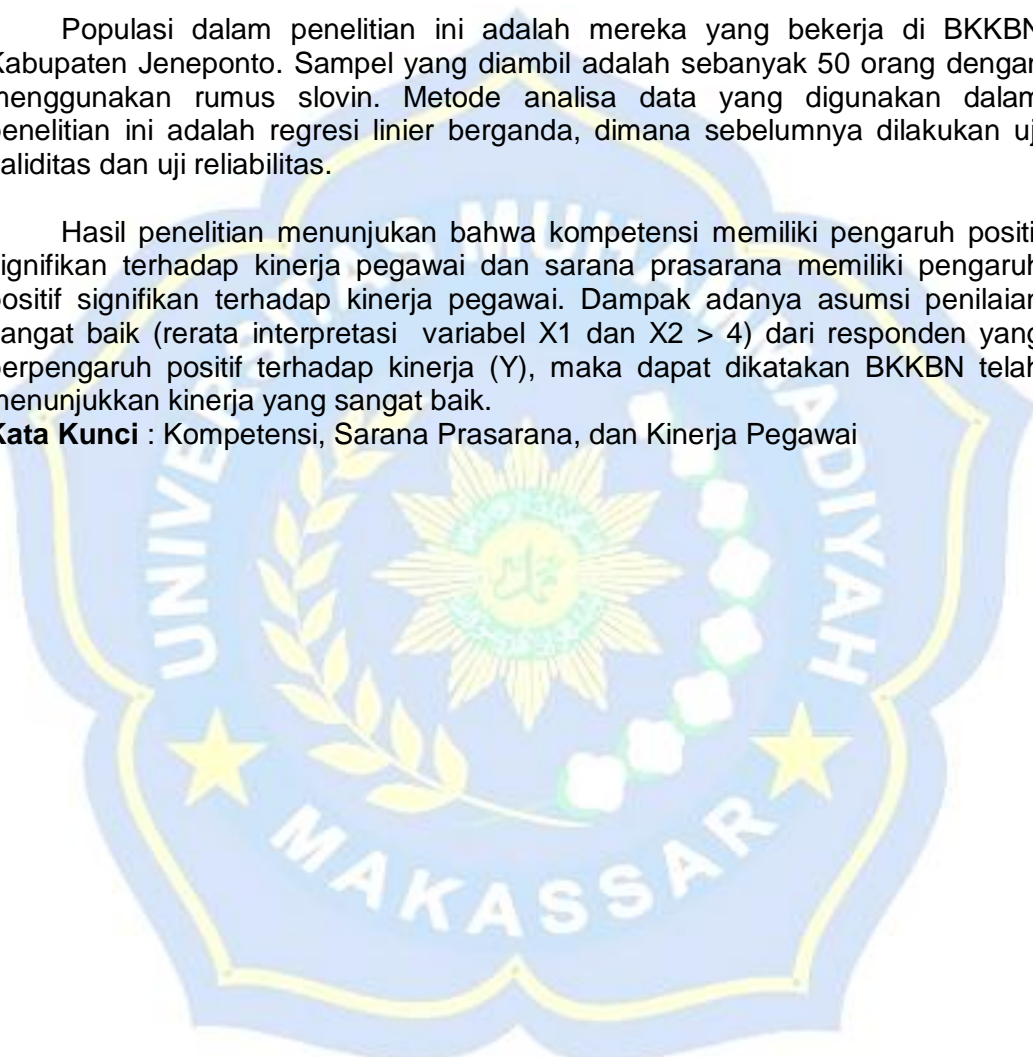 Populasi dalam penelitian ini adalah mereka yang bekerja di BKKBN
Kabupaten Jeneponto. Sampel yang diambil adalah sebanyak 50 orang dengan
menggunakan rumus slovin. Metode analisa data yang digunakan dalam
penelitian ini adalah regresi linier berganda, dimana sebelumnya dilakukan uj
aliditas dan uji reliabilitas.
Hasil penelitian menunjukan bahwa kompetensi memiliki pengaruh positi
signifikan terhadap kinerja pegawai dan sarana prasarana memiliki pengaruh
positif signifikan terhadap kinerja pegawai. Dampak adanya asumsi penilaian
sangat baik (rerata interpretasi variabel X1 dan X2 > 4) dari responden yang
berpengaruh positif terhadap kinerja (Y), maka dapat dikatakan BKKBN telah
menunjukkan kinerja yang sangat baik.
Kata Kunci : Kompetensi, Sarana Prasarana, dan Kinerja Pegawai
UNIVERSITAS MUHAMMADIYAH
MAKASSAR